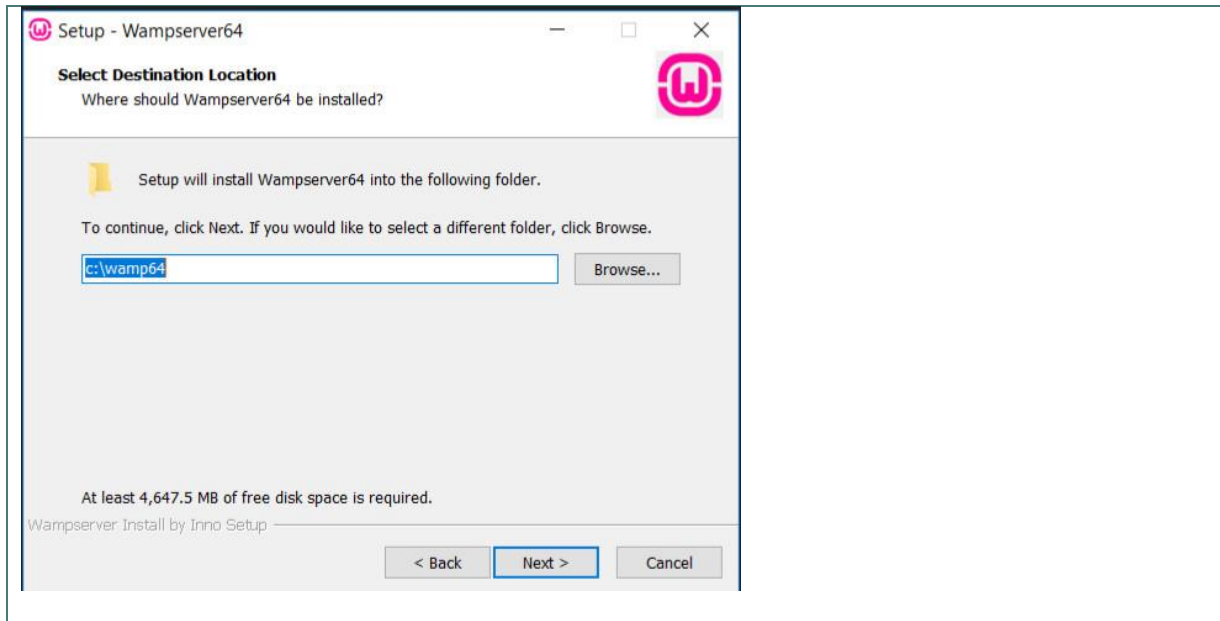 Setup - Wampserver64
Select Destination Location
Where should Wampserver64 be installed?
Setup will install Wampserver64 into the following folder.
To continue, click Next. If you would like to select a different folder, click Browse.
c:\wamp64
Browse...
At least 4,647.5 MB of free disk space is required.
Wampserver Install by Inno Setup
< Back Next > Cancel